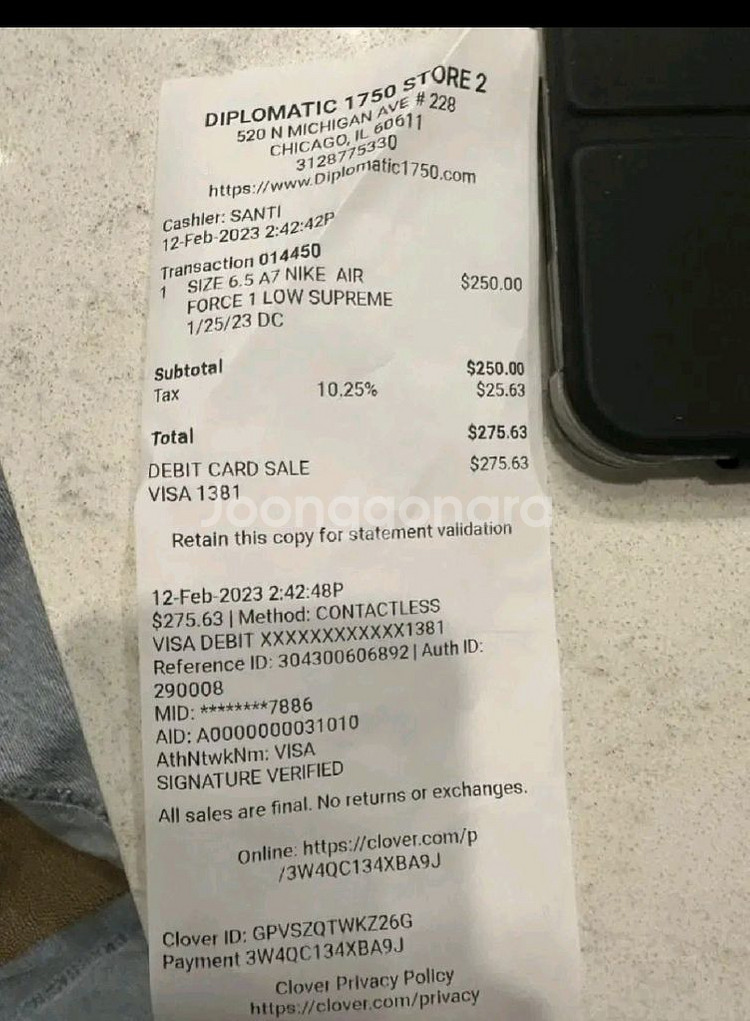 DIPLOMATIC 1750 STORE 2
520 N MICHIGAN AVE # 228
CHICAGO, IL 60611
3128775330
https://www.Diplomatic1750.com
Cashier: SANTI
12-Feb-2023 2:42:42P
Transaction 014450
1 SIZE 6.5 A7 NIKE AIR $250.00
FORCE 1 LOW SUPREME
1/25/23 DC
Subtotal $250.00
Tax 10.25% $25.63
Total $275.63
DEBIT CARD SALE $275.63
VISA 1381
Joonggonara
Retain this copy for statement validation
12-Feb-2023 2:42:48P
$275.63 | Method: CONTACTLESS
VISA DEBIT XXXXXXXXXXXX1381
Reference ID: 304300606892 | Auth ID:
290008
MID: ********7886
AID: A0000000031010
AthNtwkNm: VISA
SIGNATURE VERIFIED
All sales are final. No returns or exchanges.
Online: https://clover.com/p
/3W4QC134XBA9J
Clover ID: GPVSZQTWKZ26G
Payment 3W4QC134XBA9J
Clover Privacy Policy
https://clover.com/privacy